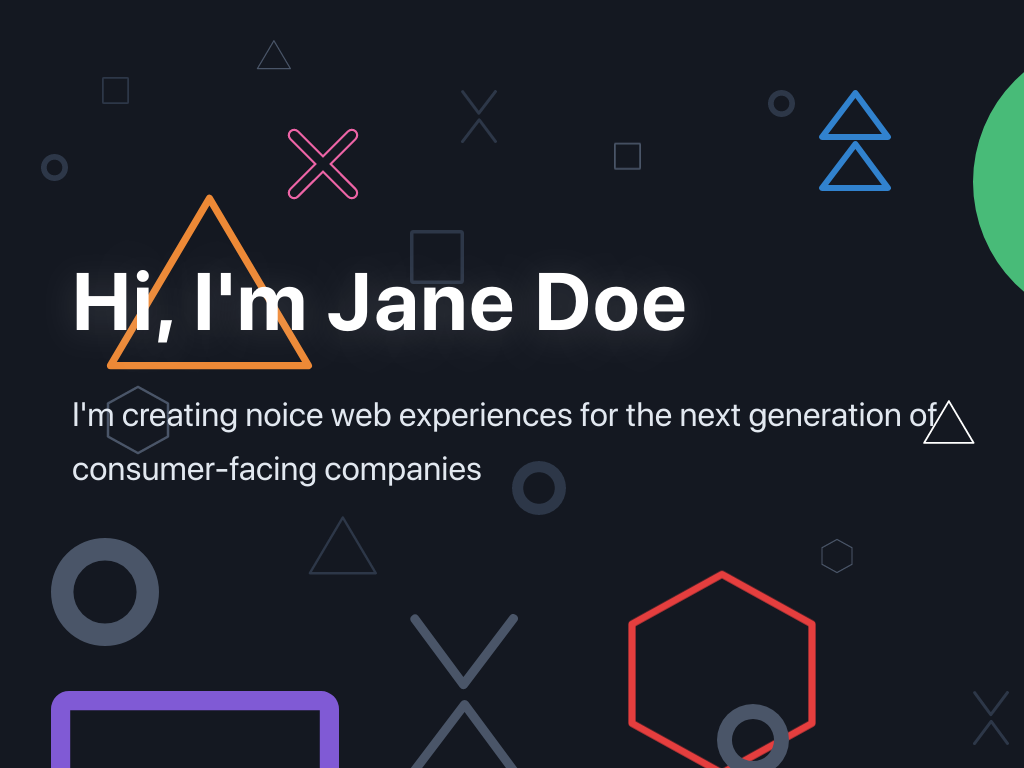 Hi, I'm Jane Doe
I'm creating noice web experiences for the next generation of
consumer-facing companies